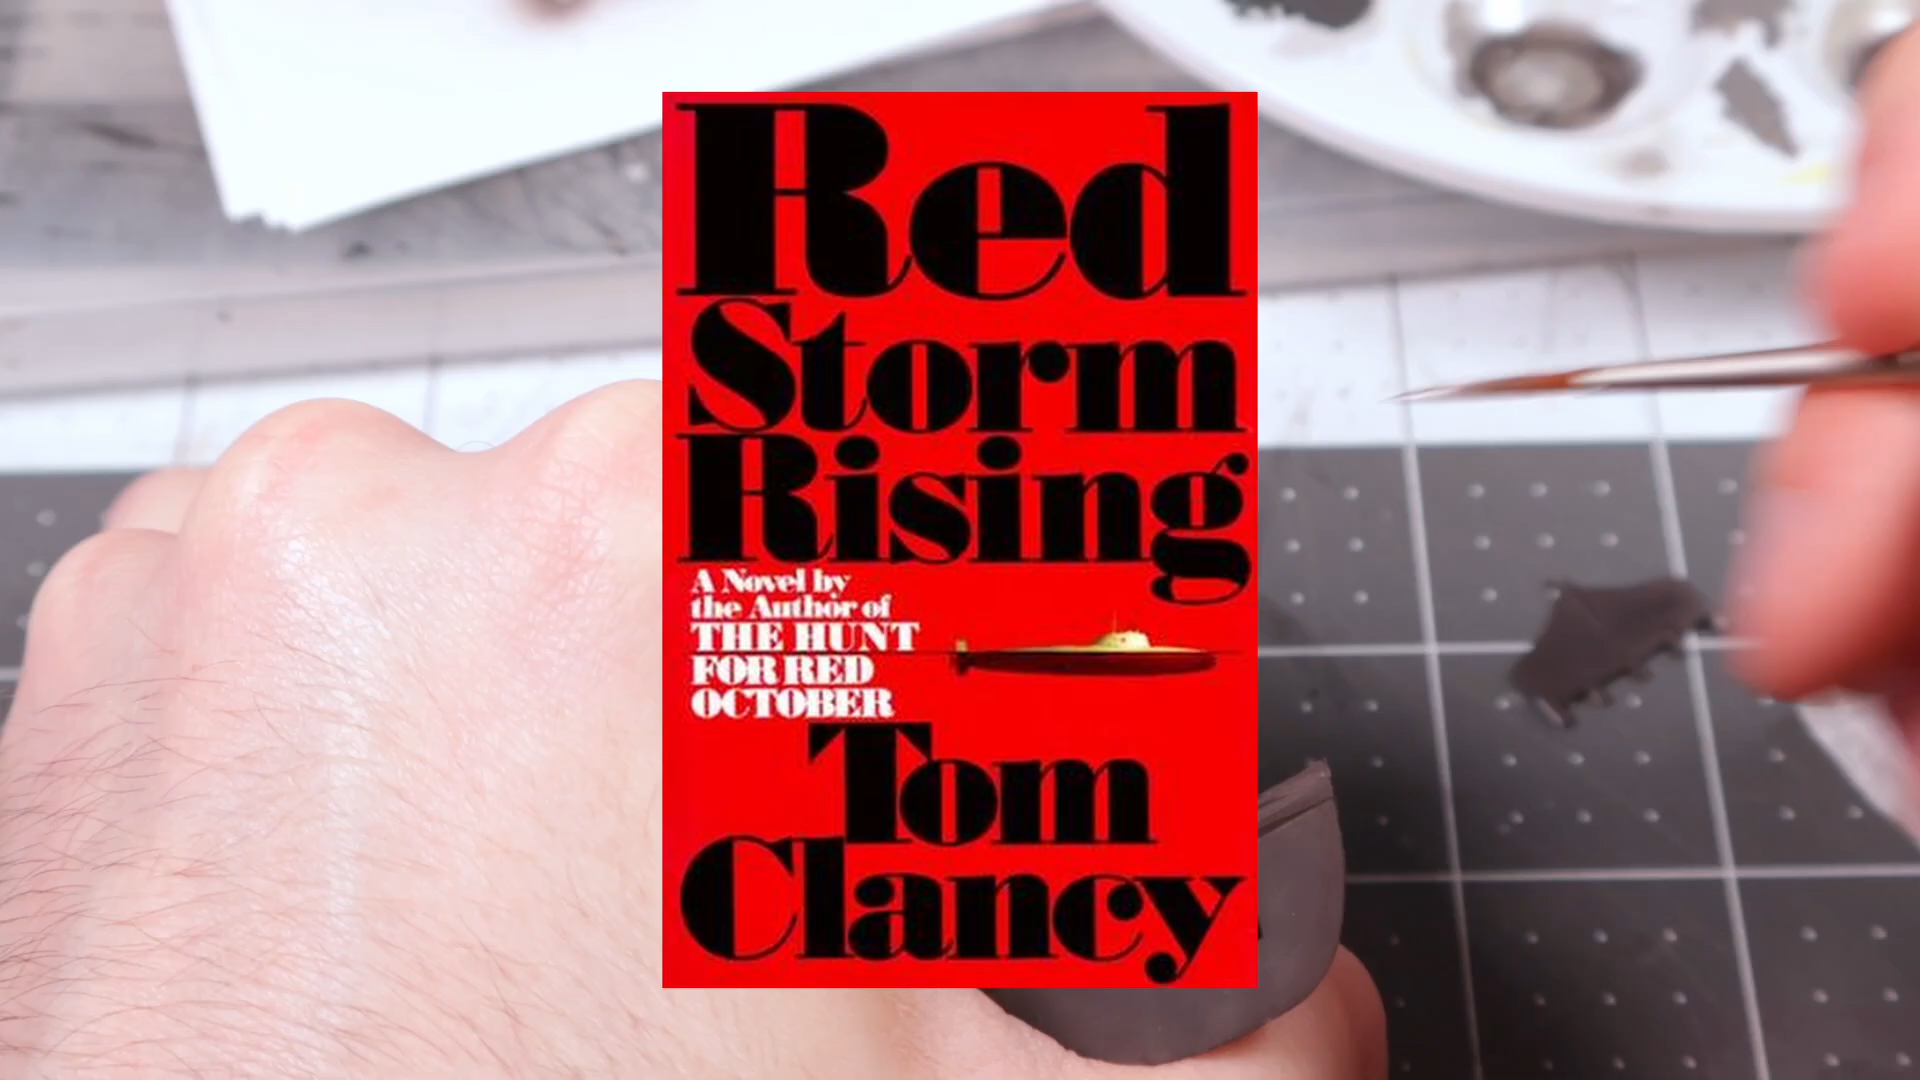 Red
Storm
Rising
A Novel by
the Author of
THE HUNT
FOR RED
OCTOBER
Tom
Clancy